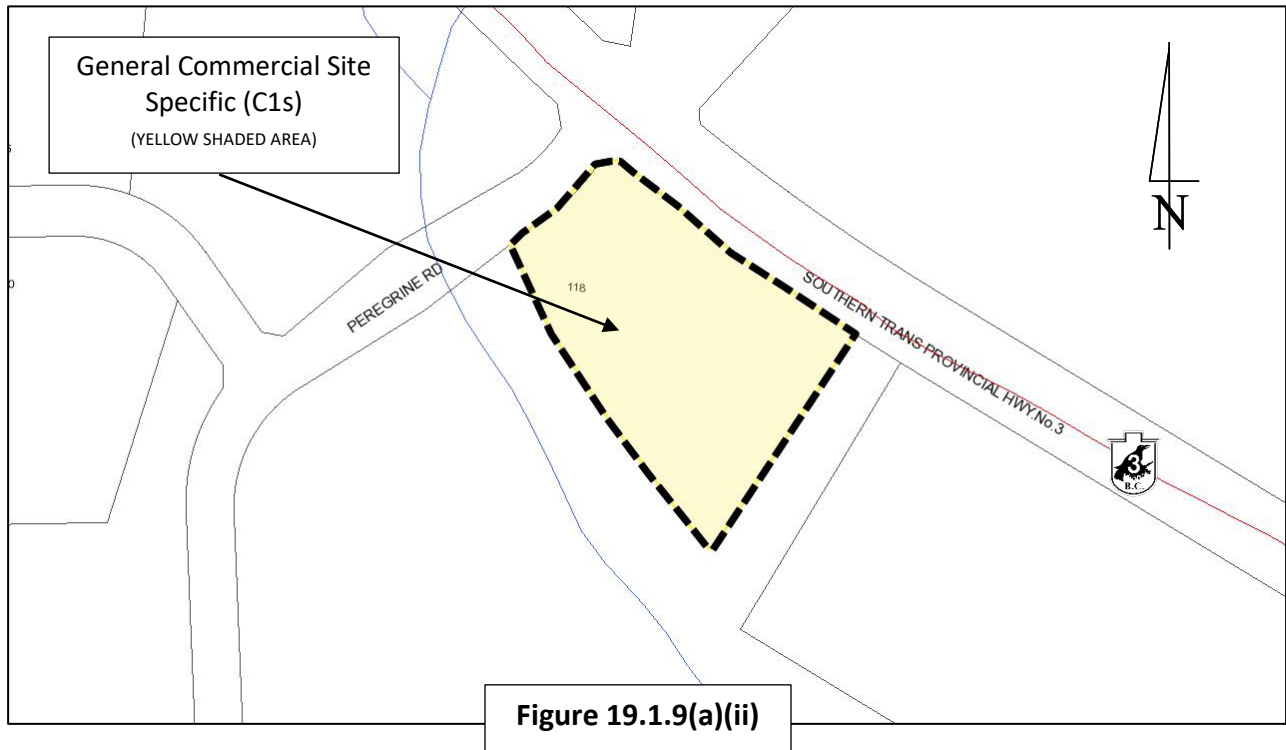 General Commercial Site
Specific (C1s)
(YELLOW SHADED AREA)
N
PEREGRINE RD
118
SOUTHERN TRANS PROVINCIAL HWY.No.3
3
B.C.
0
Figure 19.1.9(a)(ii)